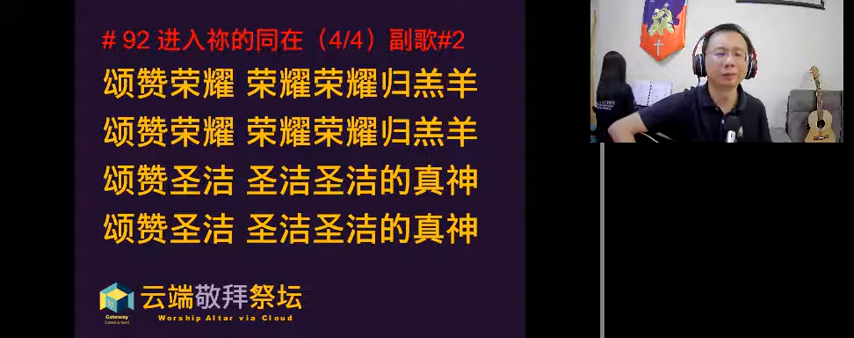 # 92 进入祢的同在（4/4）副歌#2
颂赞荣耀 荣耀荣耀归羔羊
颂赞荣耀 荣耀荣耀归羔羊
颂赞圣洁 圣洁圣洁的真神
颂赞圣洁 圣洁圣洁的真神
云端敬拜祭坛
Worship Altar via Cloud
Gateway